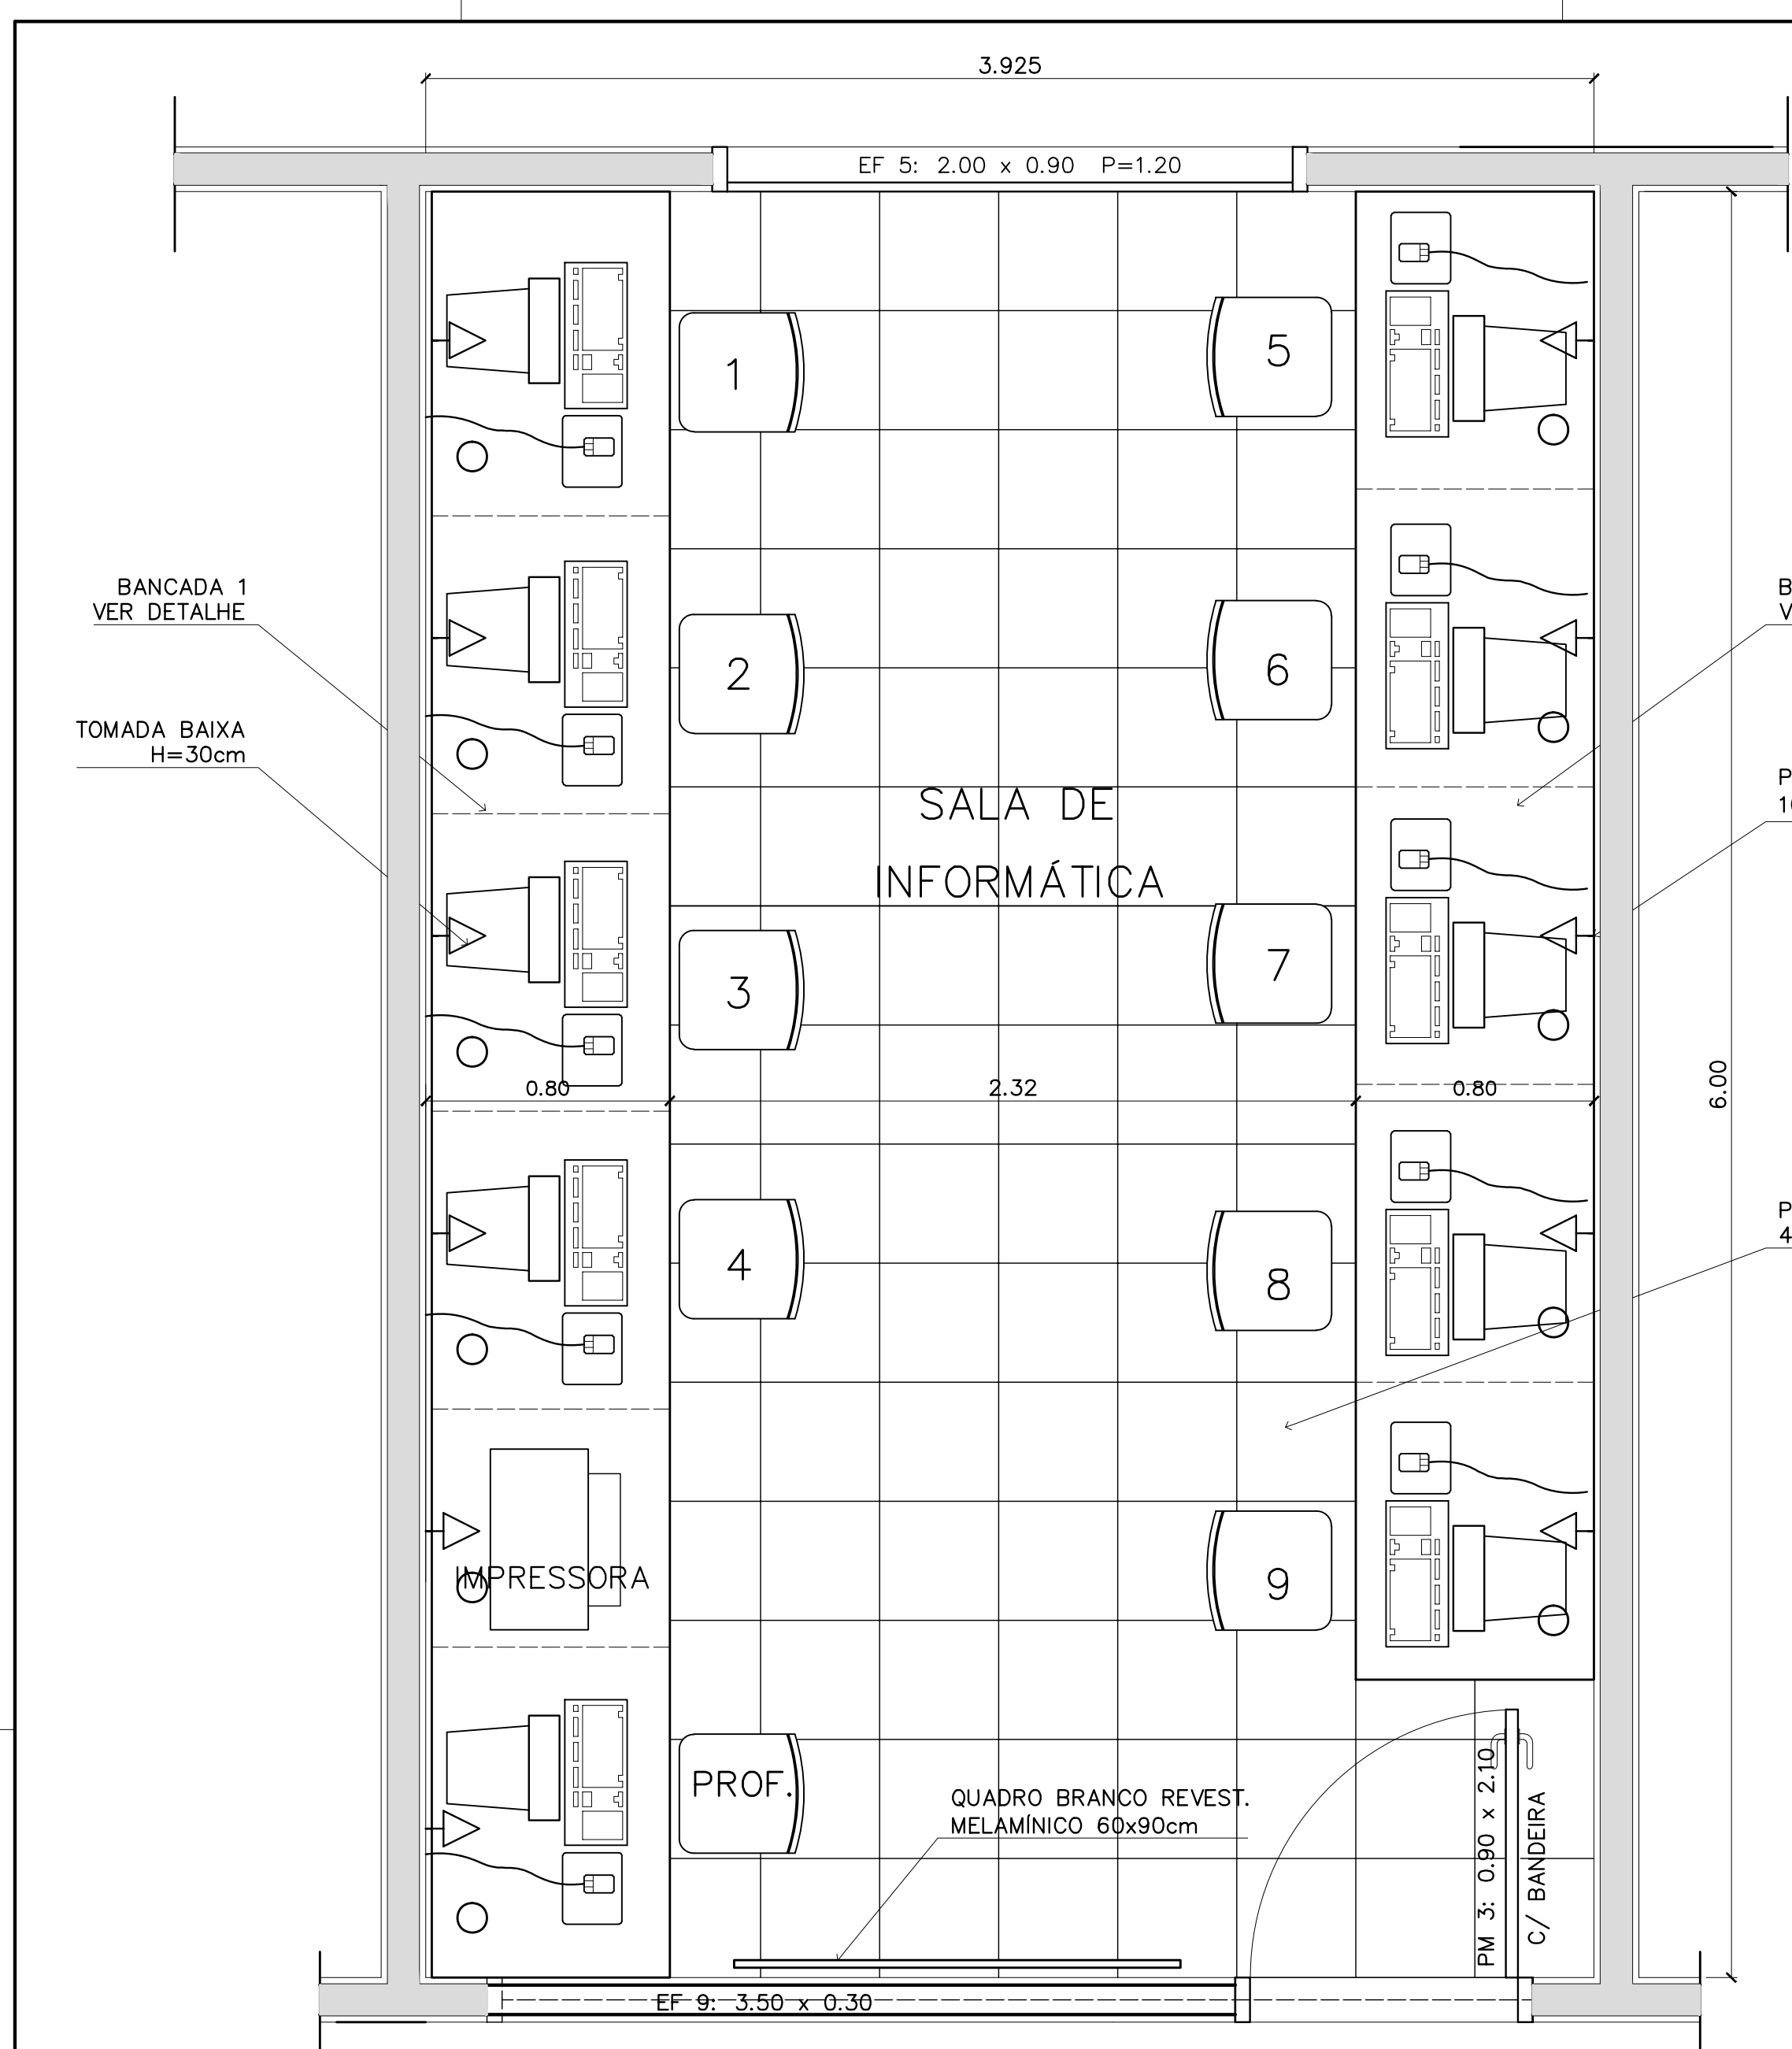 3.925
EF 5: 2.00 x 0.90 P=1.20
1
5
BANCADA 1
VER DETALHE
B
V
2
6
TOMADA BAIXA
H=30cm
P
SALA DE
INFORMÁTICA
3
7
0.80
2.32
0.80
6.00
P
4
4
8
IMPRESSORA
9
PROF.
QUADRO BRANCO REVEST.
MELAMÍNICO 60x90cm
PM 3: 0.90 x 2.10
C/ BANDEIRA
EF 9: 3.50 x 0.30